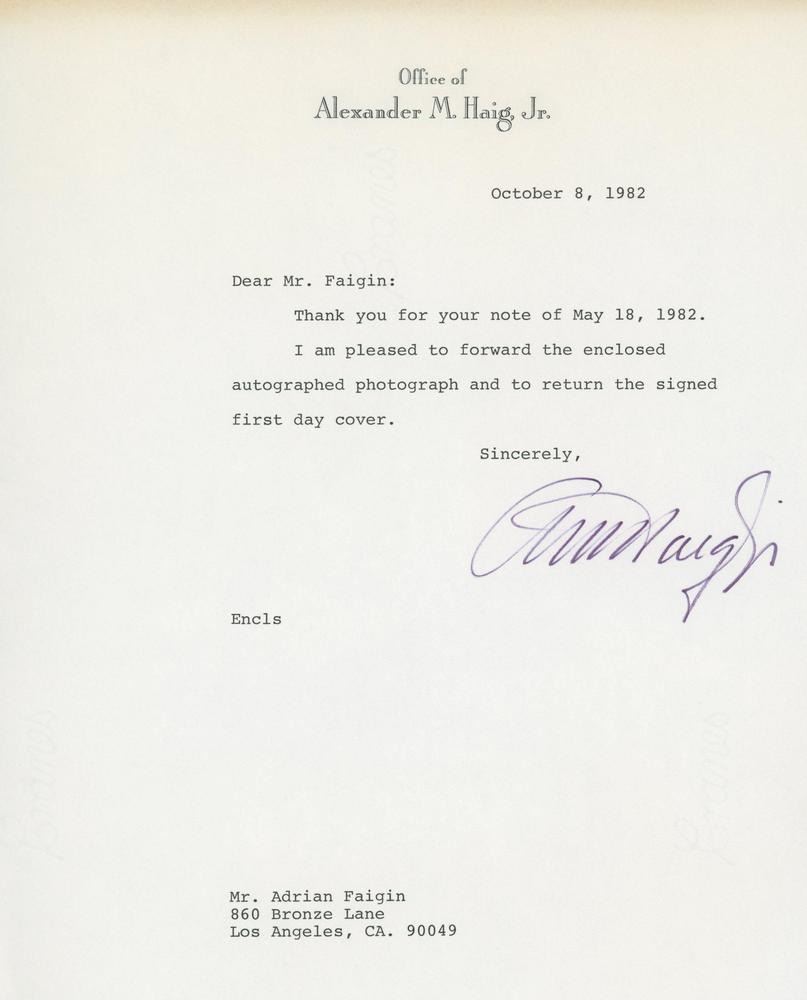 Office of
Alexander M. Haig, Jr.
October 8, 1982
Dear Mr. Faigin:
Thank you for your note of May 18, 1982.
I am pleased to forward the enclosed
autographed photograph and to return the signed
first day cover.
Sincerely,
AMHaig Jr.
Encls
Mr. Adrian Faigin
860 Bronze Lane
Los Angeles, CA. 90049